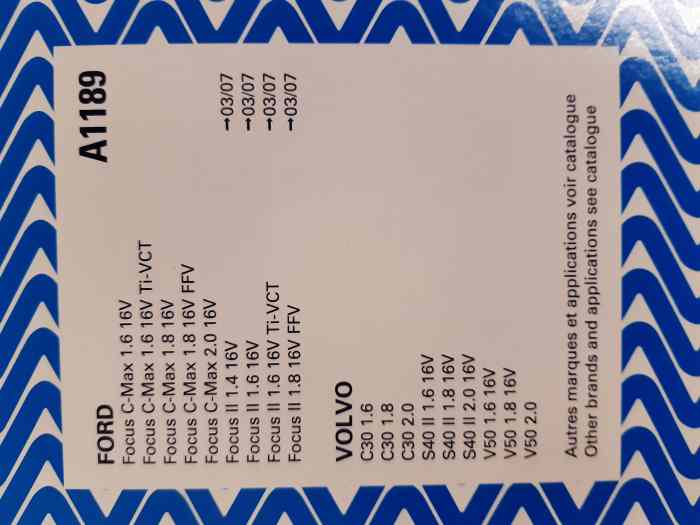 A1189
FORD
Focus C-Max 1.6 16V
Focus C-Max 1.6 16V Ti-VCT
Focus C-Max 1.8 16V
Focus C-Max 1.8 16V FFV
Focus C-Max 2.0 16V
Focus II 1.4 16V →03/07
Focus II 1.6 16V →03/07
Focus II 1.6 16V Ti-VCT →03/07
Focus II 1.8 16V FFV →03/07
VOLVO
C30 1.6
C30 1.8
C30 2.0
S40 II 1.6 16V
S40 II 1.8 16V
S40 II 2.0 16V
V50 1.6 16V
V50 1.8 16V
V50 2.0
Autres marques et applications voir catalogue
Other brands and applications see catalogue